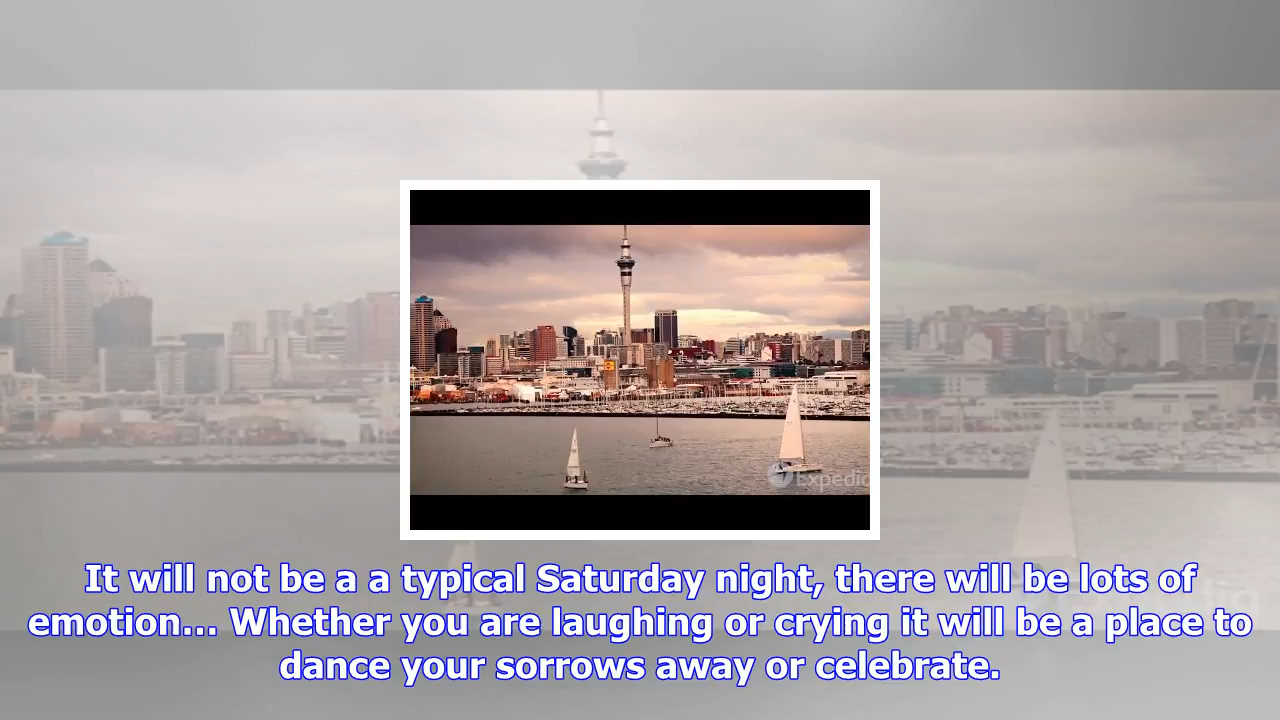 Expedia
It will not be a a typical Saturday night, there will be lots of
emotion... Whether you are laughing or crying it will be a place to
dance your sorrows away or celebrate.